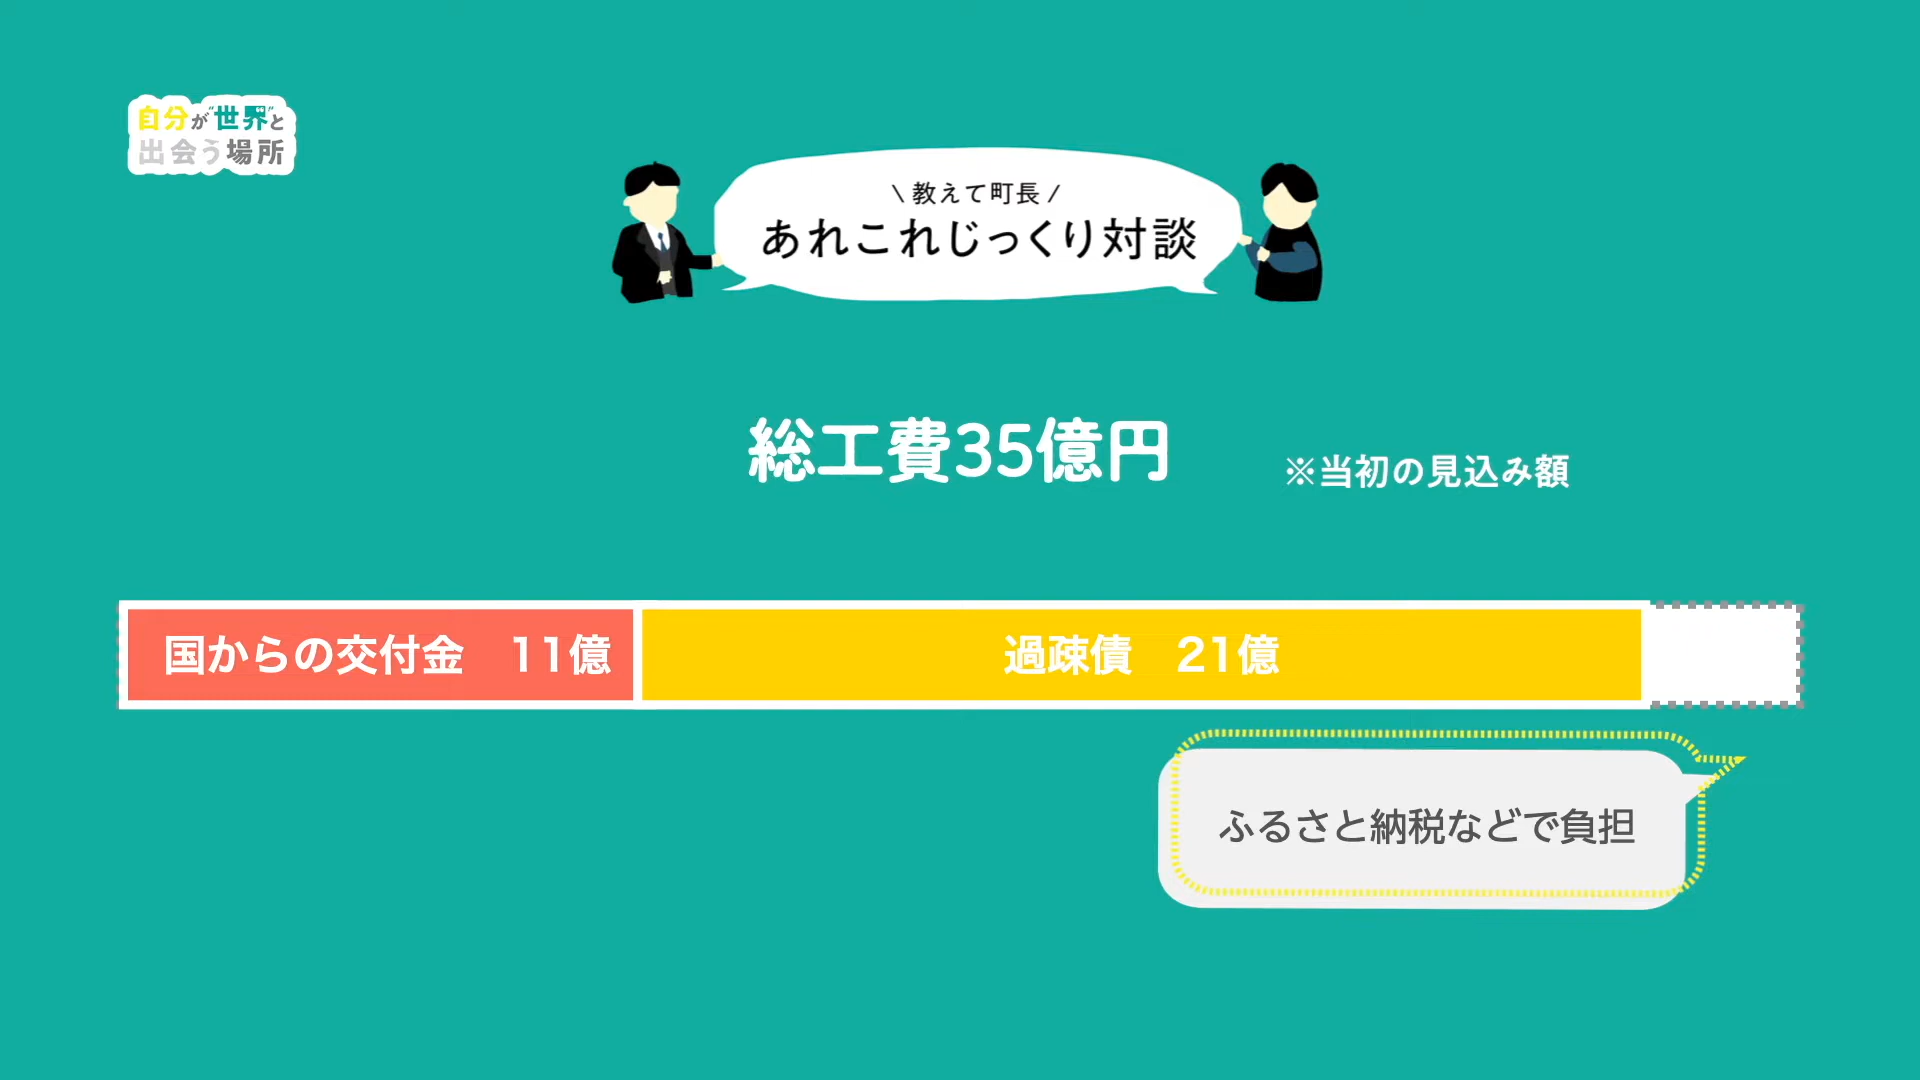 自分が"世界"と
出会う場所
\ 教えて町長 /
あれこれじっくり対談
総工費35億円
※当初の見込み額
国からの交付金　11億
過疎債　21億
ふるさと納税などで負担